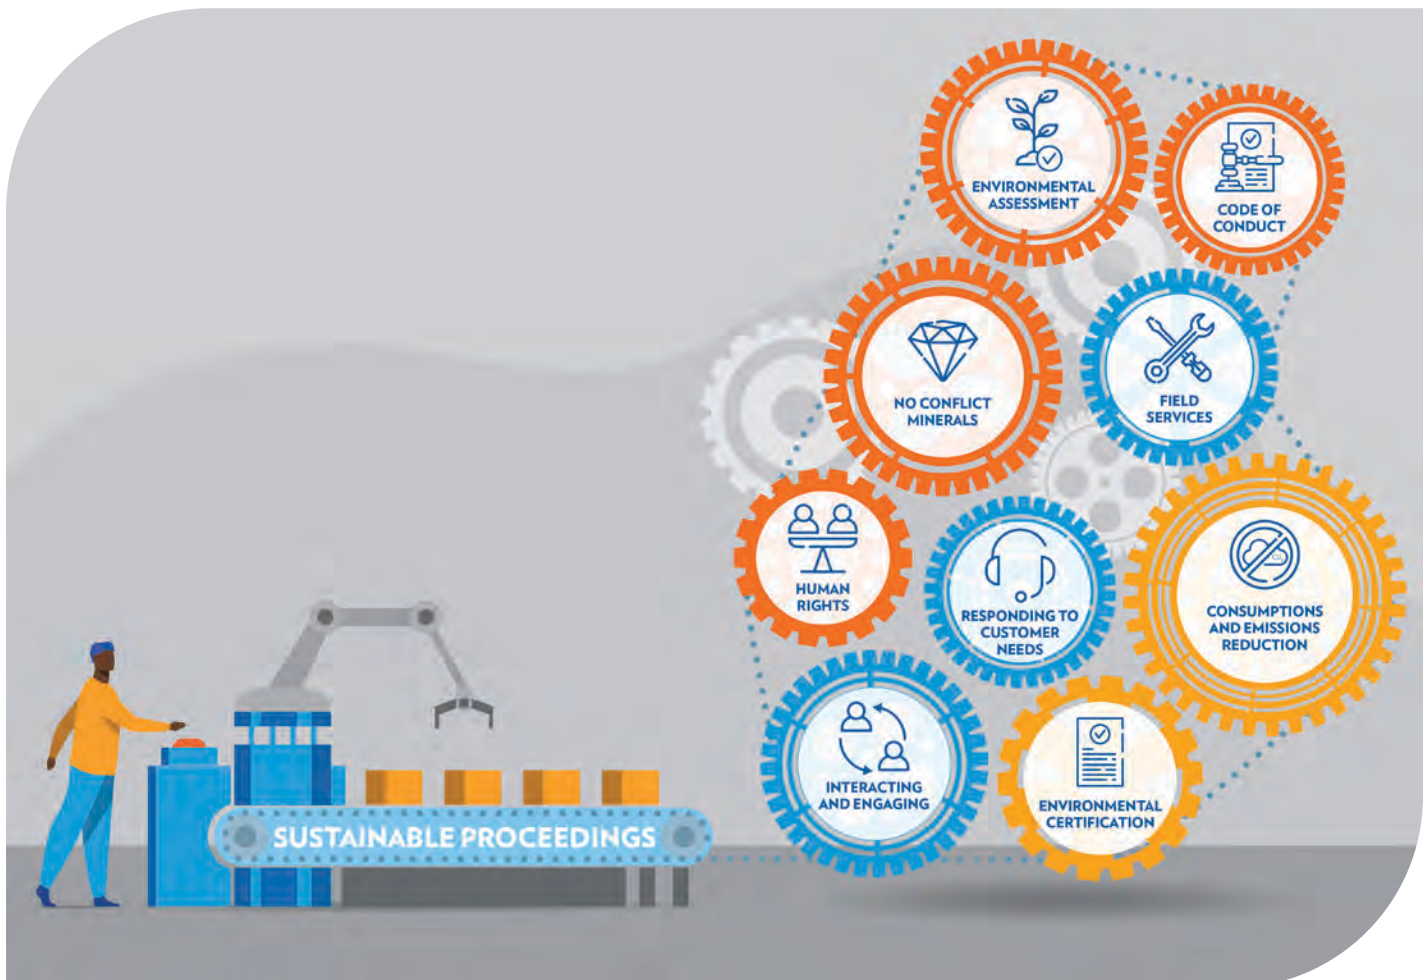 ENVIRONMENTAL
ASSESSMENT
CODE OF
CONDUCT
NO CONFLICT
MINERALS
FIELD
SERVICES
HUMAN
RIGHTS
RESPONDING TO
CUSTOMER
NEEDS
CONSUMPTIONS
AND EMISSIONS
REDUCTION
INTERACTING
AND ENGAGING
ENVIRONMENTAL
CERTIFICATION
SUSTAINABLE PROCEEDINGS